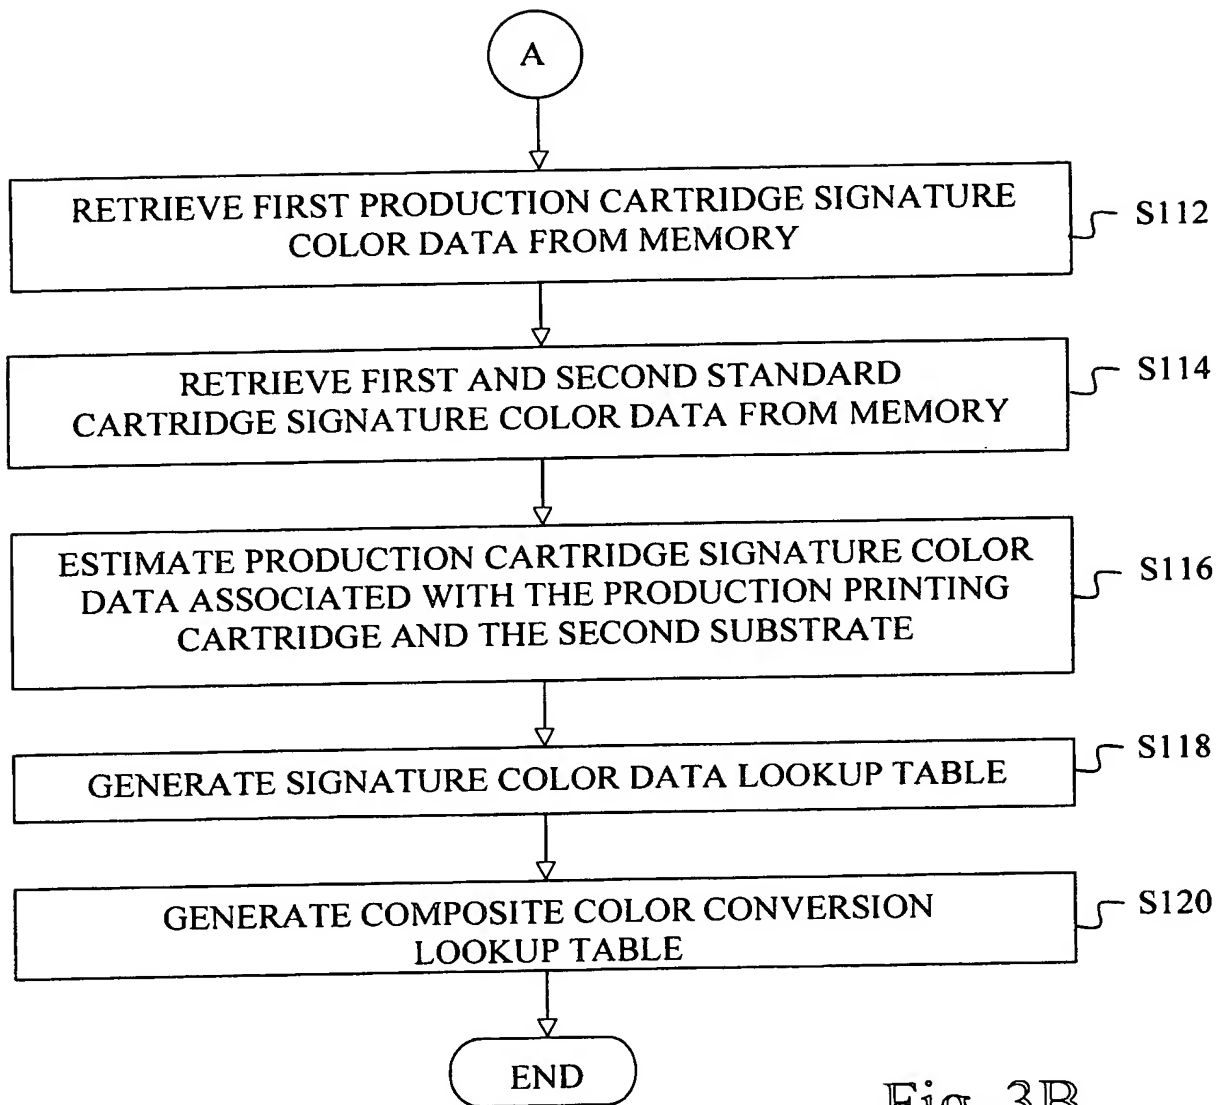 A
RETRIEVE FIRST PRODUCTION CARTRIDGE SIGNATURE
COLOR DATA FROM MEMORY
S112
RETRIEVE FIRST AND SECOND STANDARD
CARTRIDGE SIGNATURE COLOR DATA FROM MEMORY
S114
ESTIMATE PRODUCTION CARTRIDGE SIGNATURE COLOR
DATA ASSOCIATED WITH THE PRODUCTION PRINTING
CARTRIDGE AND THE SECOND SUBSTRATE
S116
GENERATE SIGNATURE COLOR DATA LOOKUP TABLE
S118
GENERATE COMPOSITE COLOR CONVERSION
LOOKUP TABLE
S120
END
Fig. 3B